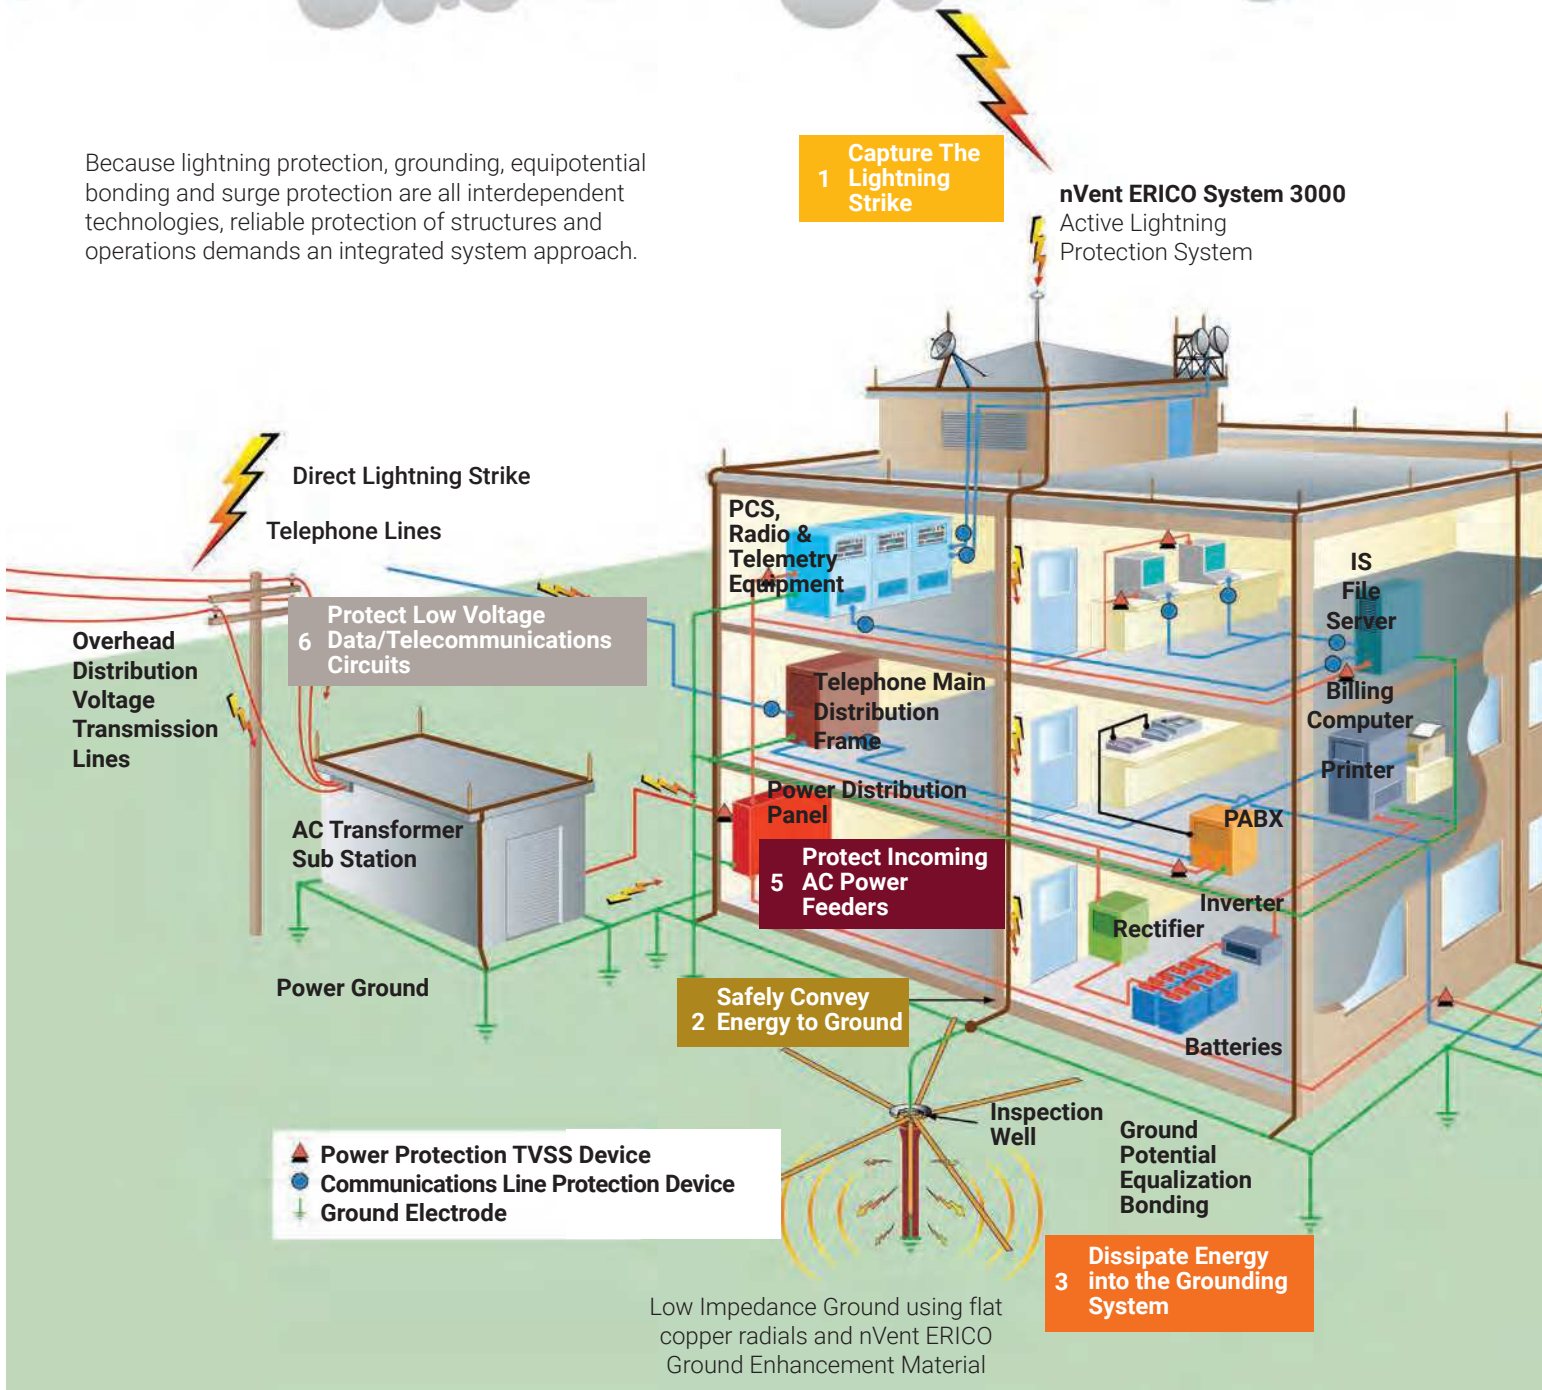 Because lightning protection, grounding, equipotential
bonding and surge protection are all interdependent
technologies, reliable protection of structures and
operations demands an integrated system approach.
1 Capture The
Lightning
Strike
nVent ERICO System 3000
Active Lightning
Protection System
Direct Lightning Strike
Telephone Lines
6 Protect Low Voltage
Data/Telecommunications
Circuits
Overhead
Distribution
Voltage
Transmission
Lines
PCS,
Radio &
Telemetry
Equipment
IS
File
Server
Telephone Main
Distribution
Frame
Billing
Computer
Printer
Power Distribution
Panel
PABX
AC Transformer
Sub Station
5 Protect Incoming
AC Power
Feeders
Inverter
Rectifier
Power Ground
2 Safely Convey
Energy to Ground
Batteries
Inspection
Well
Ground
Potential
Equalization
Bonding
Power Protection TVSS Device
Communications Line Protection Device
Ground Electrode
3 Dissipate Energy
into the Grounding
System
Low Impedance Ground using flat
copper radials and nVent ERICO
Ground Enhancement Material